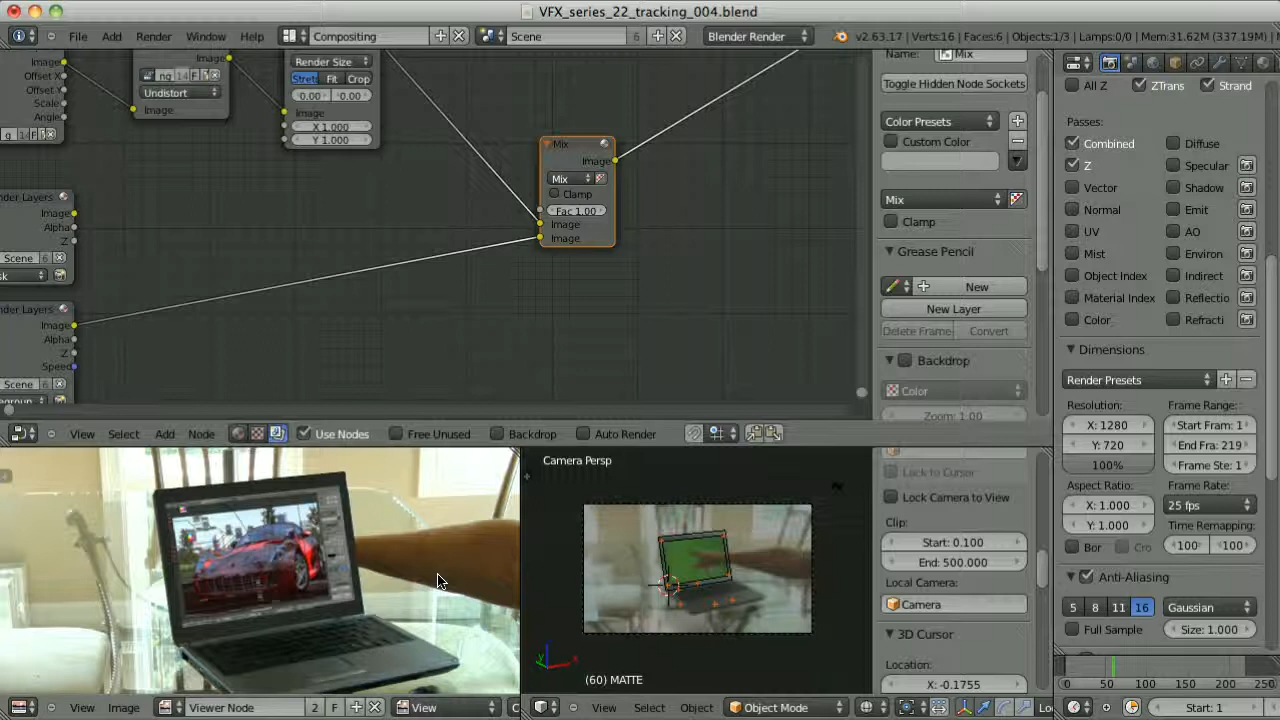 VFX_series_22_tracking_004.blend
File Add Render Window Help Compositing Scene 6 Blender Render v2.63.17 | Verts:16 | Faces:6 | Objects:1/3 | Lamps:0/0 | Mem:31.62M (337.19M) |
Image
Offset X
Offset Y
Scale
Angle
Image
ng 14 F
Undistort
Image
Render Size
Fit Crop
0.00 0.00
Image
X 1.000
Y 1.000
Mix
Image
Mix
Clamp
Fac 1.00
Image
Image
nder Layers
Image
Alpha
Z
Scene 6
sk
nder Layers
Image
Alpha
Z
Speed
Scene 6
Name: Mix
Toggle Hidden Node Sockets
Color Presets
Custom Color
Mix
Clamp
Grease Pencil
New
New Layer
Delete Frame Convert
Backdrop
Color
Zoom: 1.00
View Select Add Node Use Nodes Free Unused Backdrop Auto Render
Camera Persp
(60) MATTE
Lock to Cursor
Lock Camera to View
Clip:
Start: 0.100
End: 500.000
Local Camera:
Camera
3D Cursor
Location:
X: -0.1755
View Image Viewer Node 2 F View
View Select Object Object Mode Lo
All Z ZTrans Strand
Passes:
Combined Diffuse
Z Specular
Vector Shadow
Normal Emit
UV AO
Mist Environ
Object Index Indirect
Material Index Reflectio
Color Refracti
Dimensions
Render Presets
Resolution: Frame Range:
X: 1280 Start Fram: 1
Y: 720 End Fra: 219
100% Frame Ste: 1
Aspect Ratio: Frame Rate:
X: 1.000 25 fps
Y: 1.000 Time Remapping:
Bor Cro 100 100
Anti-Aliasing
5 8 11 16 Gaussian
Full Sample Size: 1.000
0 50 100 150 200 250
Start: 1